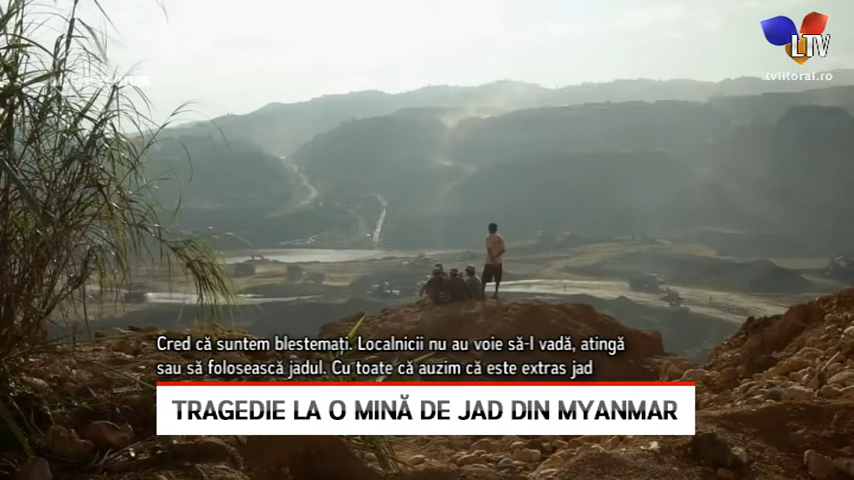 LTV
tvlitoral.ro
Cred că suntem blestemați. Localnicii nu au voie să-l vadă, atingă
sau să folosească jadul. Cu toate că auzim că este extras jad
TRAGEDIE LA O MINĂ DE JAD DIN MYANMAR